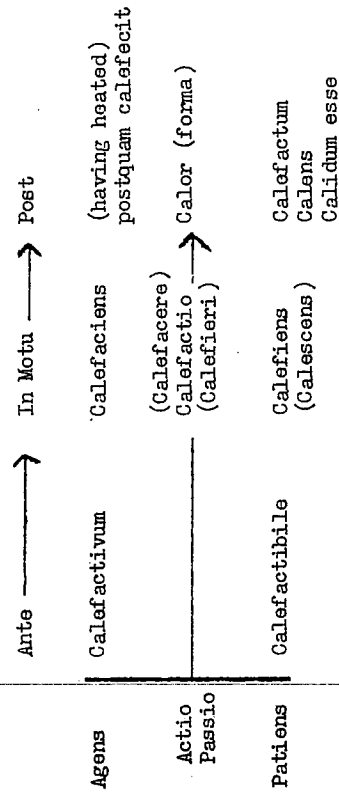 Ante In Motu Post
Agens Calefactivum Calefaciens (having heated)
postquam calefecit
(Calefacere)
Actio Calefactio Calor (forma)
Passio (Calefieri)
Patiens Calefactibile Calefiens Calefactum
(Calescens) Calens
Calidum esse